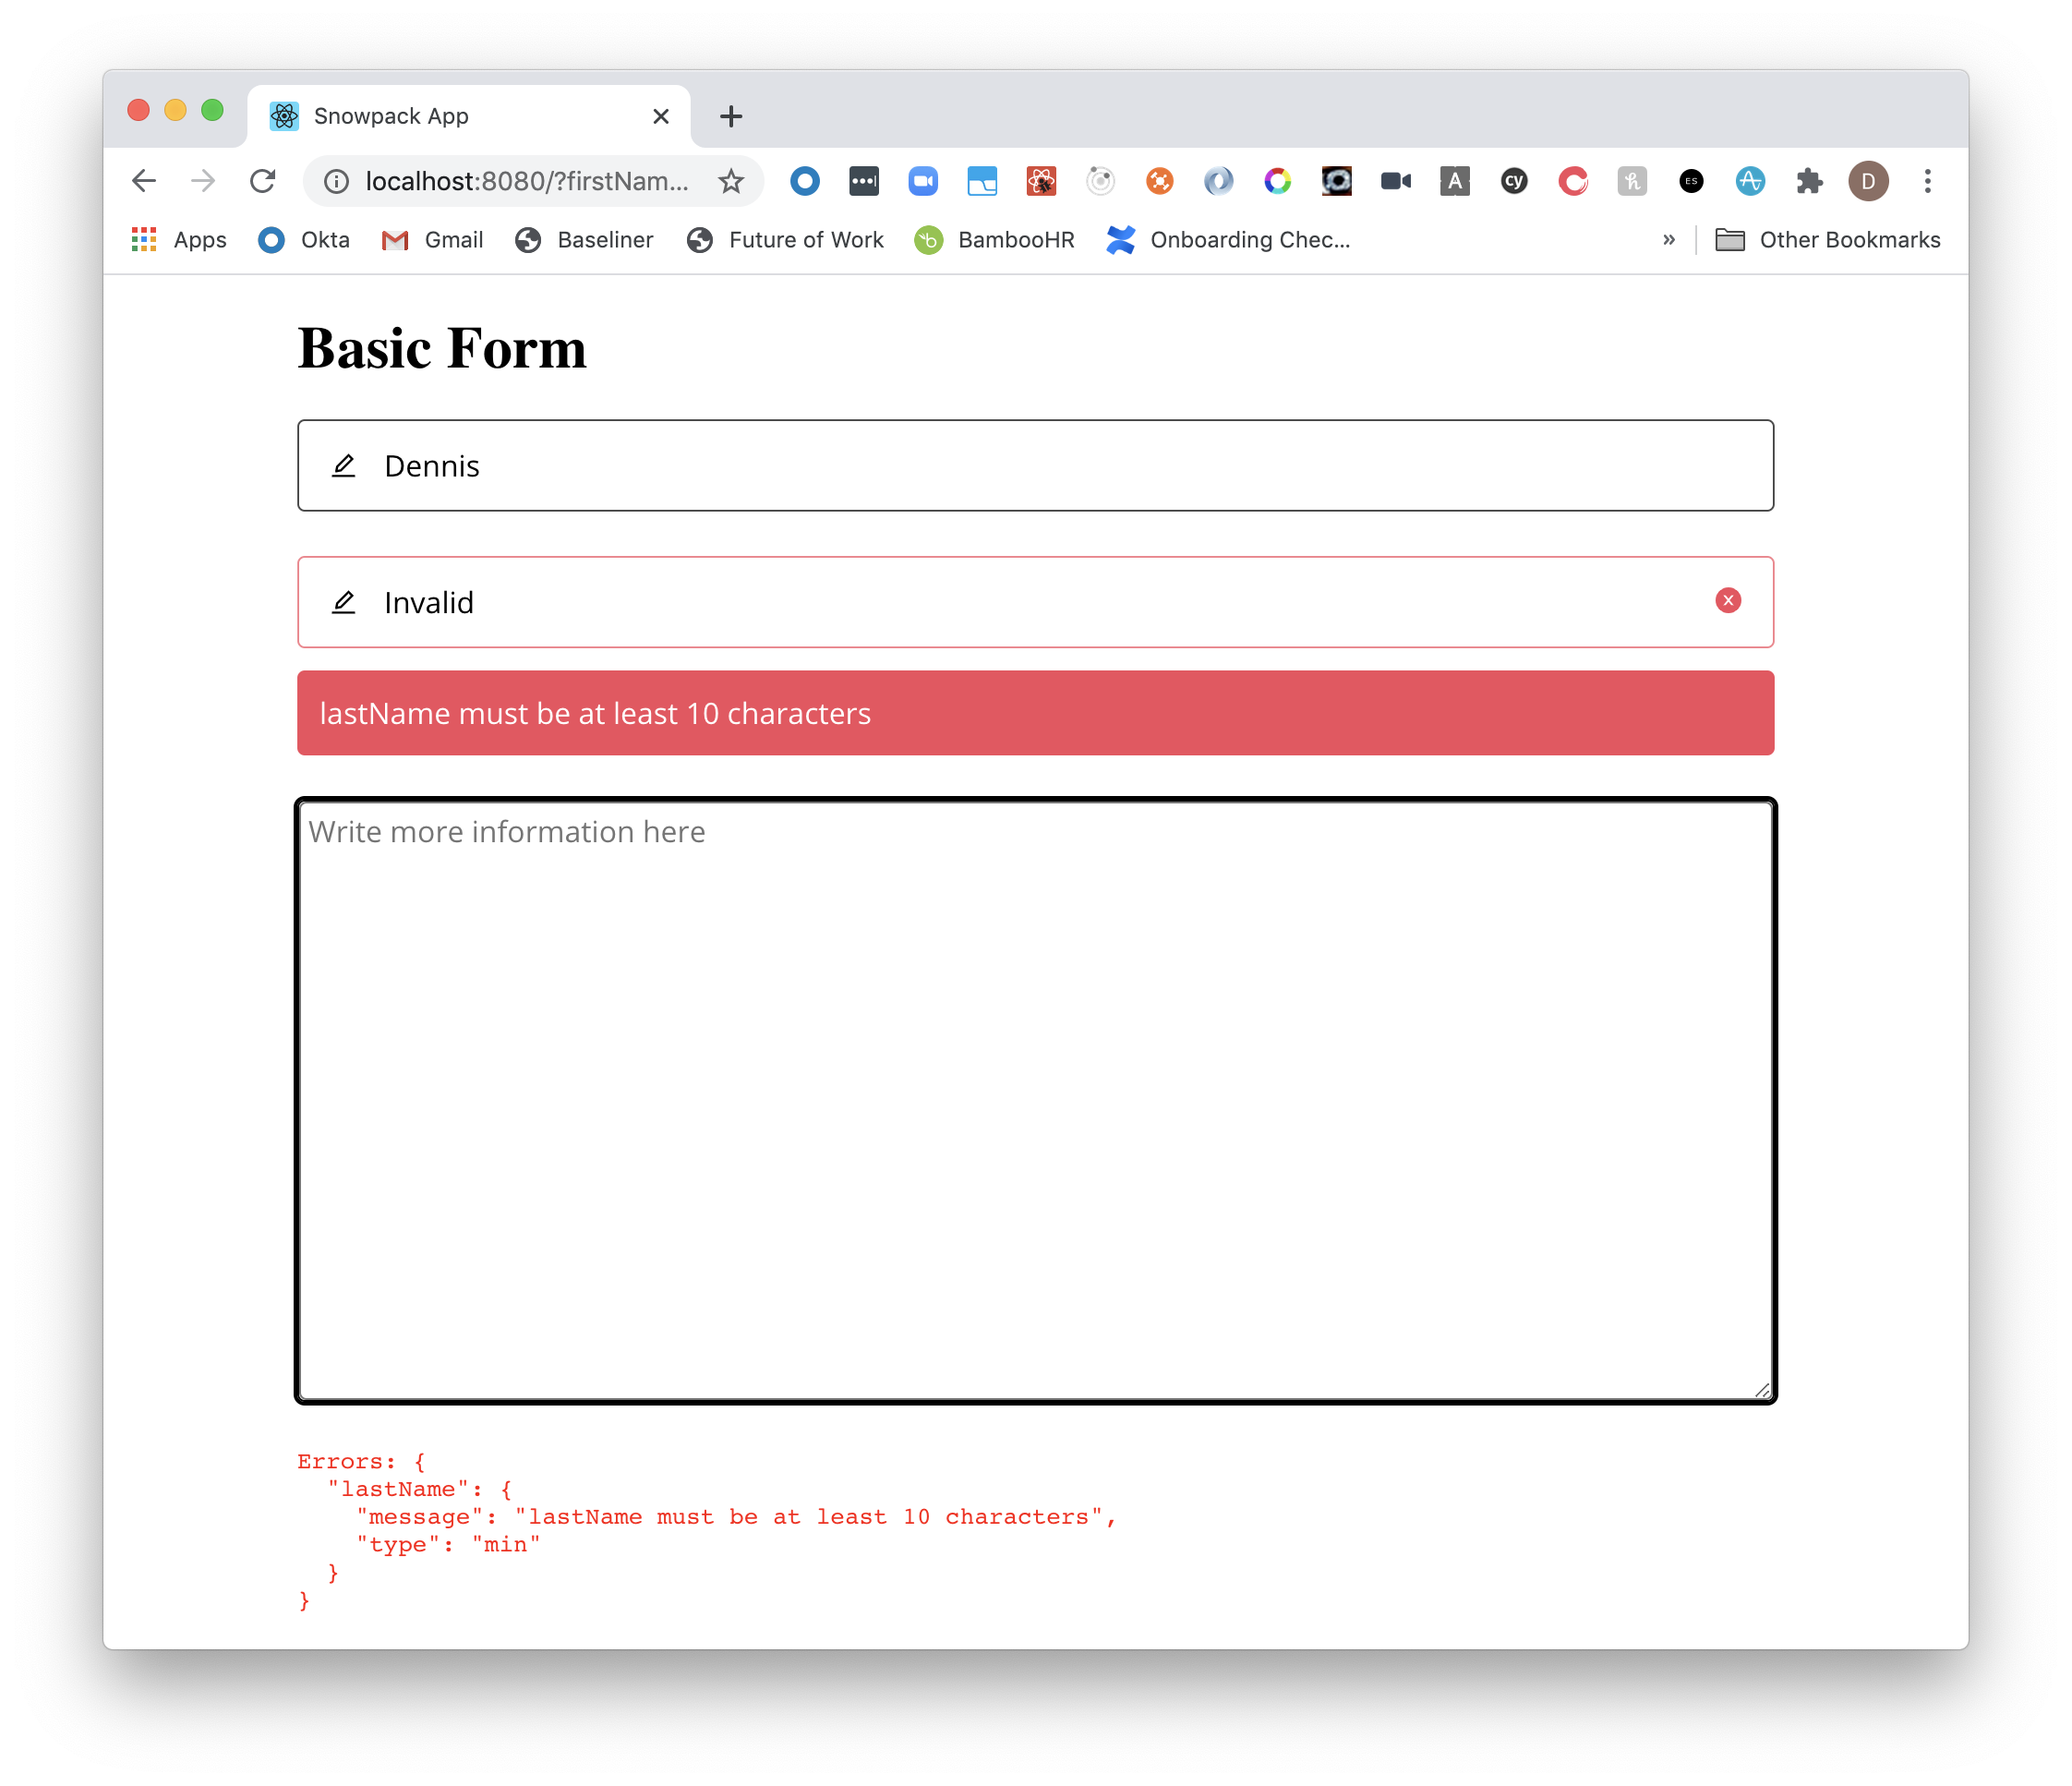 Snowpack App
localhost:8080/?firstNam...
A
cy
h
ES
D
Apps
Okta
Gmail
Baseliner
Future of Work
b
BambooHR
Onboarding Chec...
»
Other Bookmarks
Basic Form
Dennis
Invalid
lastName must be at least 10 characters
Write more information here
Errors: {
"lastName": {
"message": "lastName must be at least 10 characters",
"type": "min"
}
}